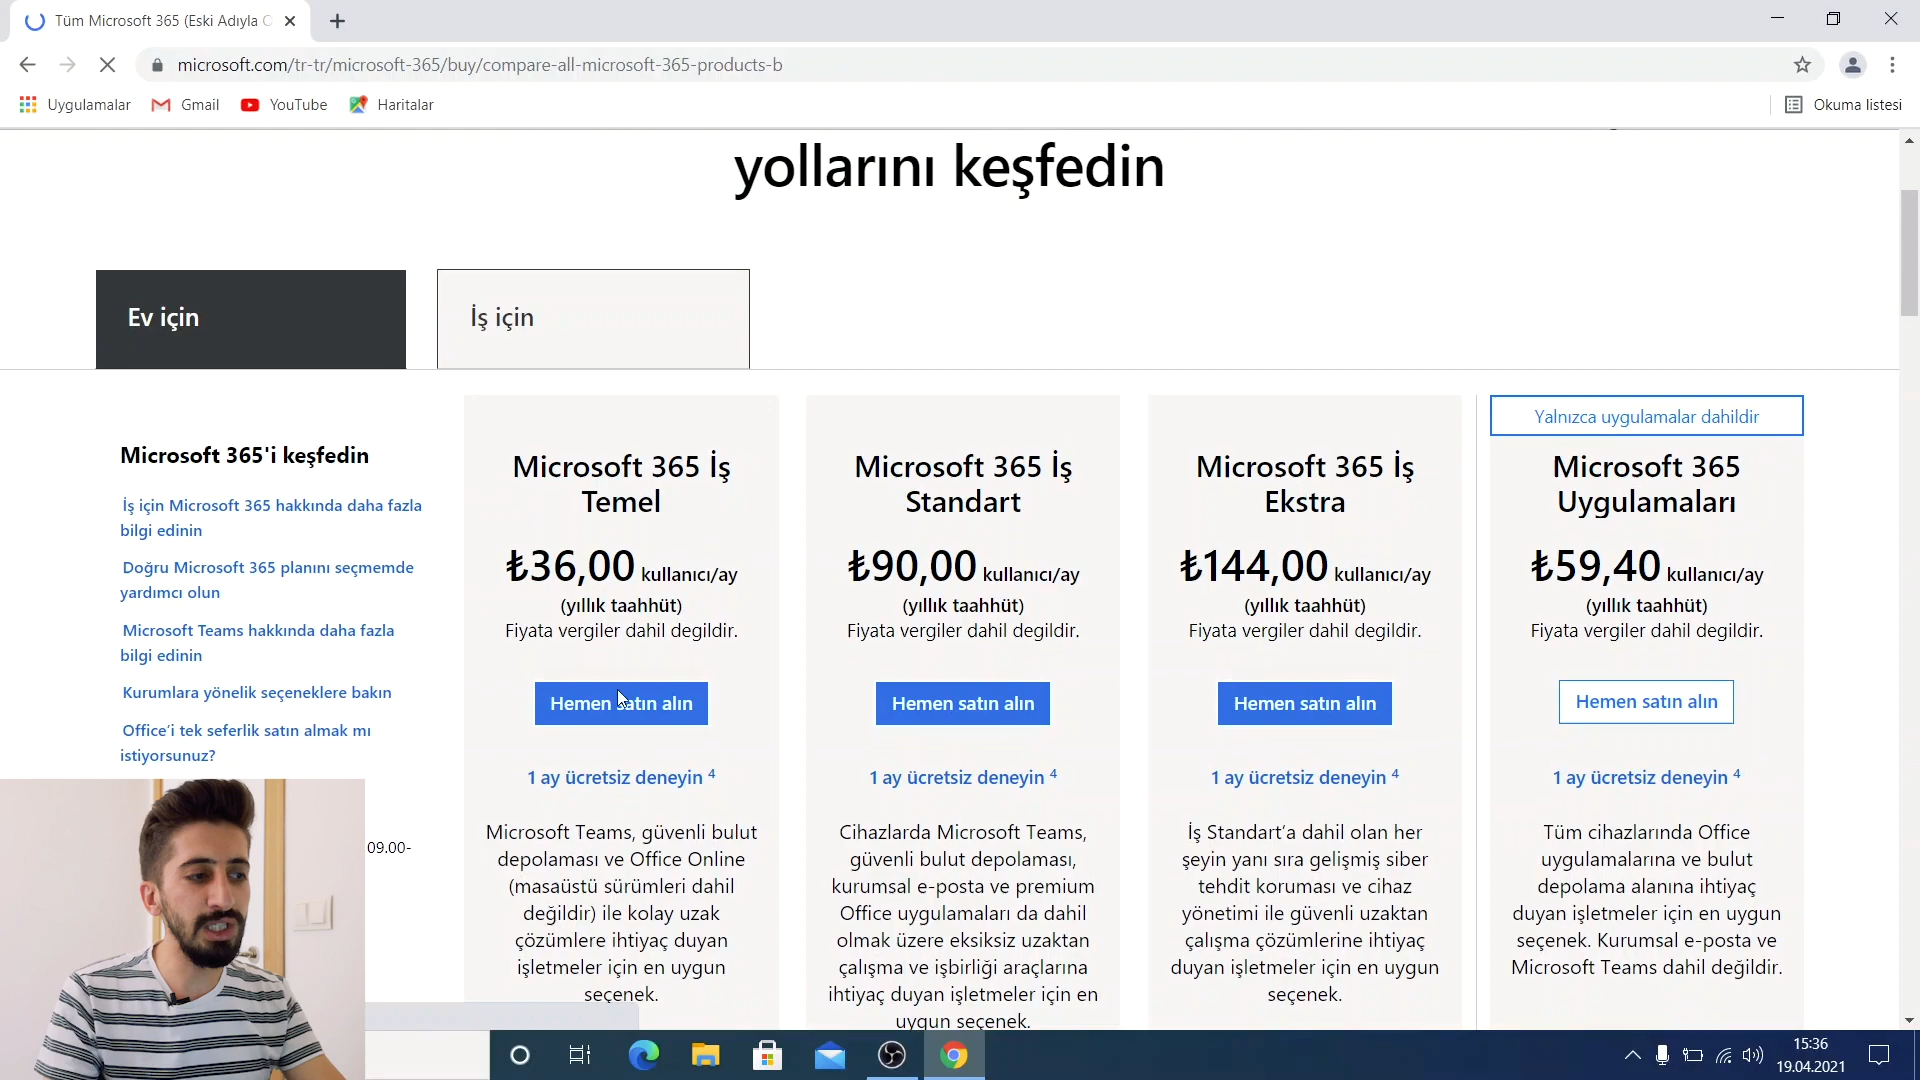 Tüm Microsoft 365 (Eski Adıyla O
microsoft.com/tr-tr/microsoft-365/buy/compare-all-microsoft-365-products-b
Uygulamalar
Gmail
YouTube
Haritalar
Okuma listesi
yollarını keşfedin
Ev için
İş için
Microsoft 365'i keşfedin
İş için Microsoft 365 hakkında daha fazla
bilgi edinin
Doğru Microsoft 365 planını seçmemde
yardımcı olun
Microsoft Teams hakkında daha fazla
bilgi edinin
Kurumlara yönelik seçeneklere bakın
Office´i tek seferlik satın almak mı
istiyorsunuz?
09.00-
Microsoft 365 İş
Temel
₺36,00 kullanıcı/ay
(yıllık taahhüt)
Fiyata vergiler dahil degildir.
Hemen satın alın
1 ay ücretsiz deneyin 4
Microsoft Teams, güvenli bulut
depolaması ve Office Online
(masaüstü sürümleri dahil
değildir) ile kolay uzak
çözümlere ihtiyaç duyan
işletmeler için en uygun
seçenek.
Microsoft 365 İş
Standart
₺90,00 kullanıcı/ay
(yıllık taahhüt)
Fiyata vergiler dahil degildir.
Hemen satın alın
1 ay ücretsiz deneyin 4
Cihazlarda Microsoft Teams,
güvenli bulut depolaması,
kurumsal e-posta ve premium
Office uygulamaları da dahil
olmak üzere eksiksiz uzaktan
çalışma ve işbirliği araçlarına
ihtiyaç duyan işletmeler için en
uygun seçenek.
Microsoft 365 İş
Ekstra
₺144,00 kullanıcı/ay
(yıllık taahhüt)
Fiyata vergiler dahil degildir.
Hemen satın alın
1 ay ücretsiz deneyin 4
İş Standart´a dahil olan her
şeyin yanı sıra gelişmiş siber
tehdit koruması ve cihaz
yönetimi ile güvenli uzaktan
çalışma çözümlerine ihtiyaç
duyan işletmeler için en uygun
seçenek.
Yalnızca uygulamalar dahildir
Microsoft 365
Uygulamaları
₺59,40 kullanıcı/ay
(yıllık taahhüt)
Fiyata vergiler dahil degildir.
Hemen satın alın
1 ay ücretsiz deneyin 4
Tüm cihazlarında Office
uygulamalarına ve bulut
depolama alanına ihtiyaç
duyan işletmeler için en uygun
seçenek. Kurumsal e-posta ve
Microsoft Teams dahil değildir.
15:36
19.04.2021